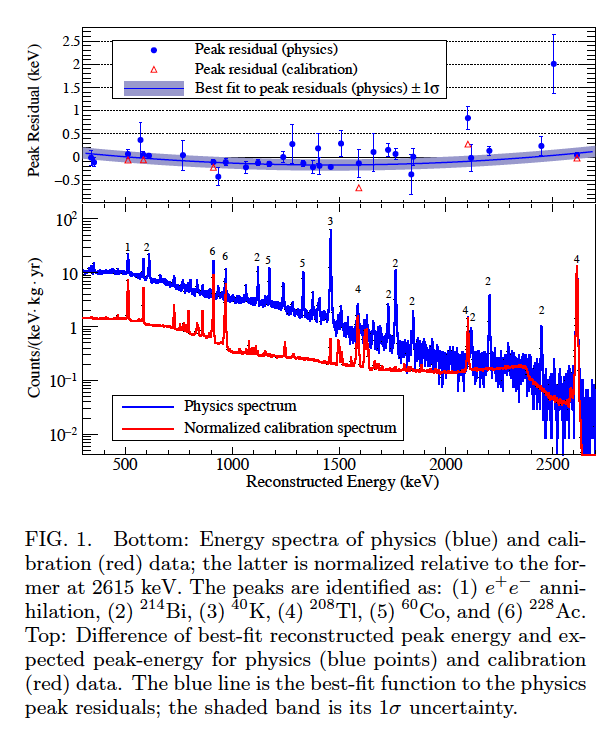 Peak Residual (keV)
2.5
2
1.5
1
0.5
0
−0.5
Peak residual (physics)
Peak residual (calibration)
Best fit to peak residuals (physics) ± 1σ
Counts/(keV· kg · yr)
10²
10
1
10⁻¹
10⁻²
1 2 6 6 2 5 5 3 4 2 2 2 4 2 2 2 4
Physics spectrum
Normalized calibration spectrum
500 1000 1500 2000 2500
Reconstructed Energy (keV)
FIG. 1. Bottom: Energy spectra of physics (blue) and cali-
bration (red) data; the latter is normalized relative to the for-
mer at 2615 keV. The peaks are identified as: (1) e⁺e⁻ anni-
hilation, (2) ²¹⁴Bi, (3) ⁴⁰K, (4) ²⁰⁸Tl, (5) ⁶⁰Co, and (6) ²²⁸Ac.
Top: Difference of best-fit reconstructed peak energy and ex-
pected peak-energy for physics (blue points) and calibration
(red) data. The blue line is the best-fit function to the physics
peak residuals; the shaded band is its 1σ uncertainty.